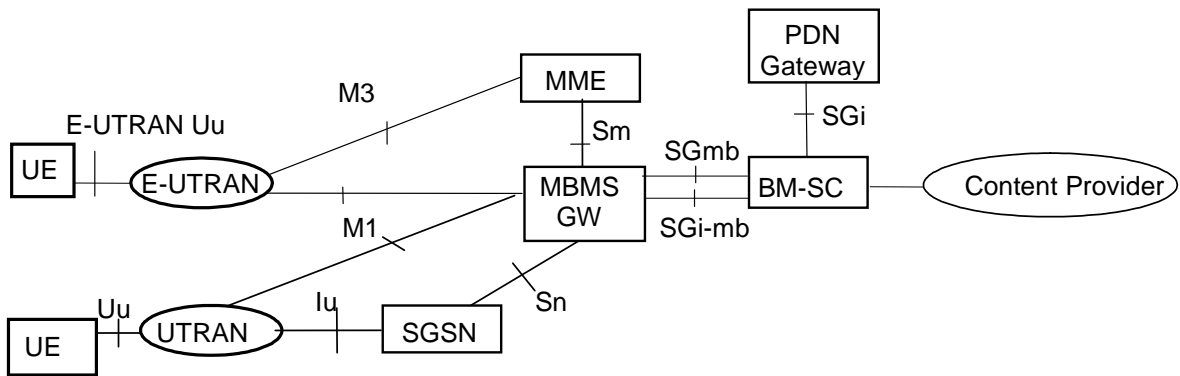 PDN
Gateway
MME
M3
SGi
E-UTRAN Uu
Sm
SGmb
UE
E-UTRAN
MBMS
GW
BM-SC
Content Provider
M1
SGi-mb
Uu
Iu
Sn
UE
UTRAN
SGSN